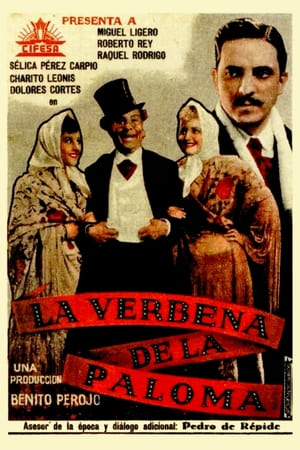 CIFESA
PRESENTA A
MIGUEL LIGERO
ROBERTO REY
RAQUEL RODRIGO
SÉLICA PÉREZ CARPIO
CHARITO LEONIS
DOLORES CORTES
en
LA VERBENA
DE LA
PALOMA
UNA
PRODUCCIÓN
BENITO PEROJO
Asesor de la época y diálogo adicional: Pedro de Répide